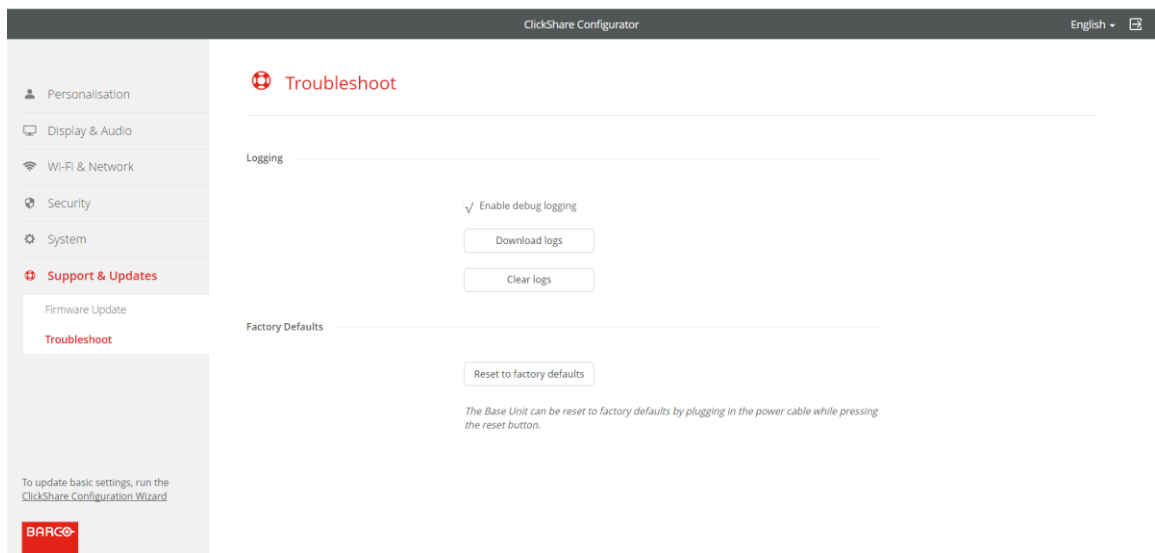 ClickShare Configurator
English
Personalisation
Display & Audio
Wi-Fi & Network
Security
System
Support & Updates
Firmware Update
Troubleshoot
To update basic settings, run the
ClickShare Configuration Wizard
BARCO
Troubleshoot
Logging
Enable debug logging
Download logs
Clear logs
Factory Defaults
Reset to factory defaults
The Base Unit can be reset to factory defaults by plugging in the power cable while pressing
the reset button.